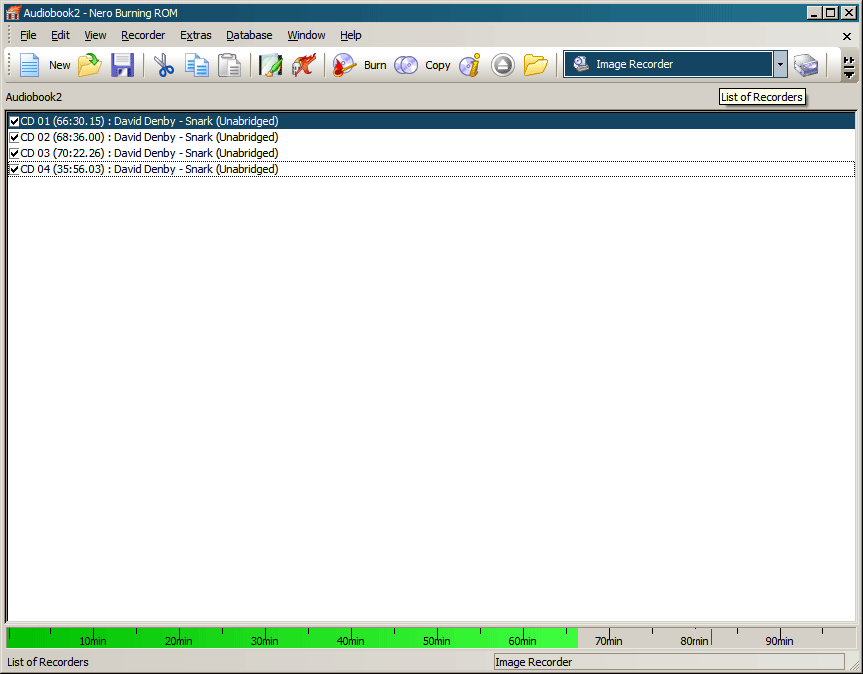 Audiobook2 - Nero Burning ROM
File Edit View Recorder Extras Database Window Help
New Burn Copy Image Recorder
Audiobook2
List of Recorders
CD 01 (66:30.15) : David Denby - Snark (Unabridged)
CD 02 (68:36.00) : David Denby - Snark (Unabridged)
CD 03 (70:22.26) : David Denby - Snark (Unabridged)
CD 04 (35:56.03) : David Denby - Snark (Unabridged)
10min 20min 30min 40min 50min 60min 70min 80min 90min
List of Recorders Image Recorder